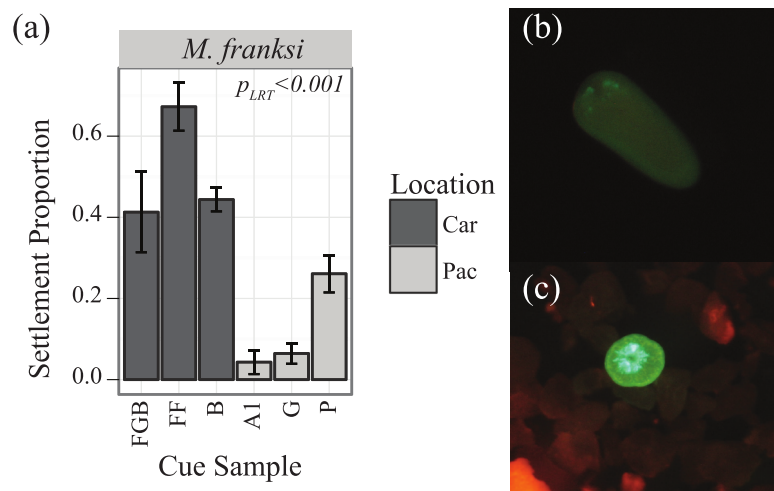 (a)
M. franksi
pLRT<0.001
Settlement Proportion
0.6
0.4
0.2
0.0
FGB
FF
B
A1
G
P
Cue Sample
Location
Car
Pac
(b)
(c)